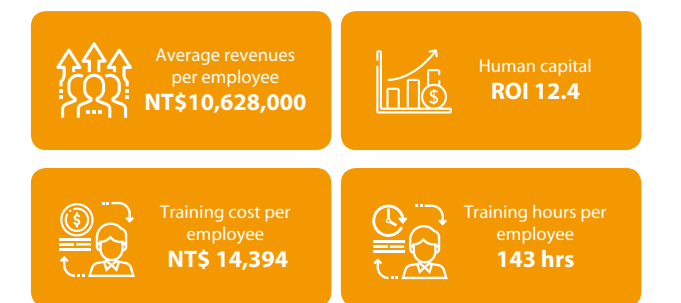 Average revenues
per employee
NT$10,628,000
Human capital
ROI 12.4
$
Training cost per
employee
NT$ 14,394
$
Training hours per
employee
143 hrs